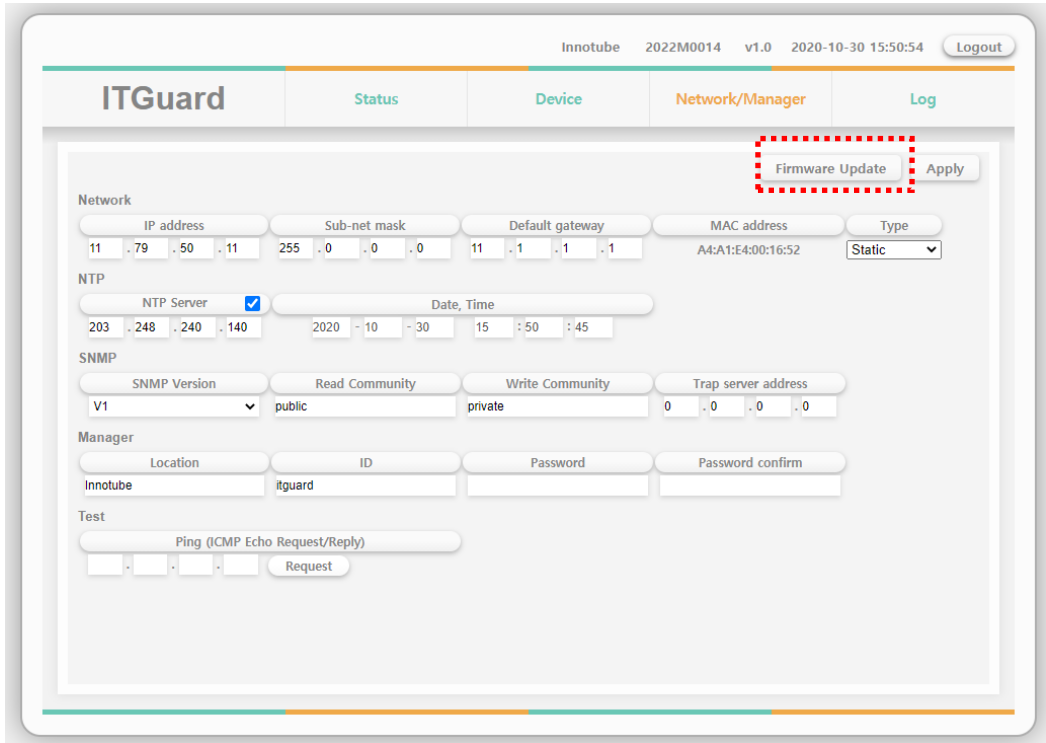 Innotube 2022M0014 v1.0 2020-10-30 15:50:54 Logout
ITGuard Status Device Network/Manager Log
Firmware Update Apply
Network
IP address Sub-net mask Default gateway MAC address Type
11 . 79 . 50 . 11 255 . 0 . 0 . 0 11 . 1 . 1 . 1 A4:A1:E4:00:16:52 Static
NTP
NTP Server Date, Time
203 . 248 . 240 . 140 2020 - 10 - 30 15 : 50 : 45
SNMP
SNMP Version Read Community Write Community Trap server address
V1 public private 0 . 0 . 0 . 0
Manager
Location ID Password Password confirm
Innotube itguard
Test
Ping (ICMP Echo Request/Reply)
. . . Request